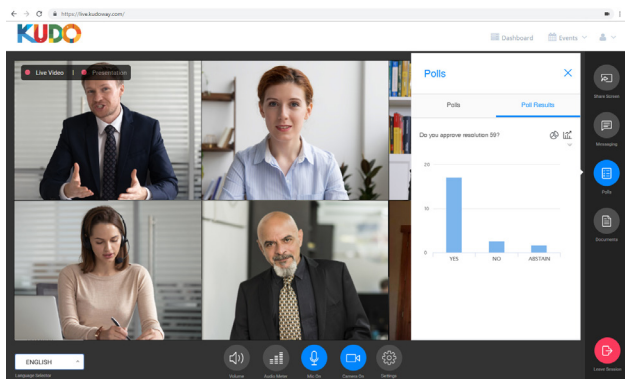 https://live.kudoway.com/
KUDO
Dashboard
Events
Live Video | Presentation
Polls
Polls
Poll Results
Do you approve resolution 59?
20
10
0
YES
NO
ABSTAIN
Share Screen
Messaging
Polls
Documents
Leave Session
ENGLISH
Language Selector
Volume
Audio Meter
Mic On
Camera On
Settings